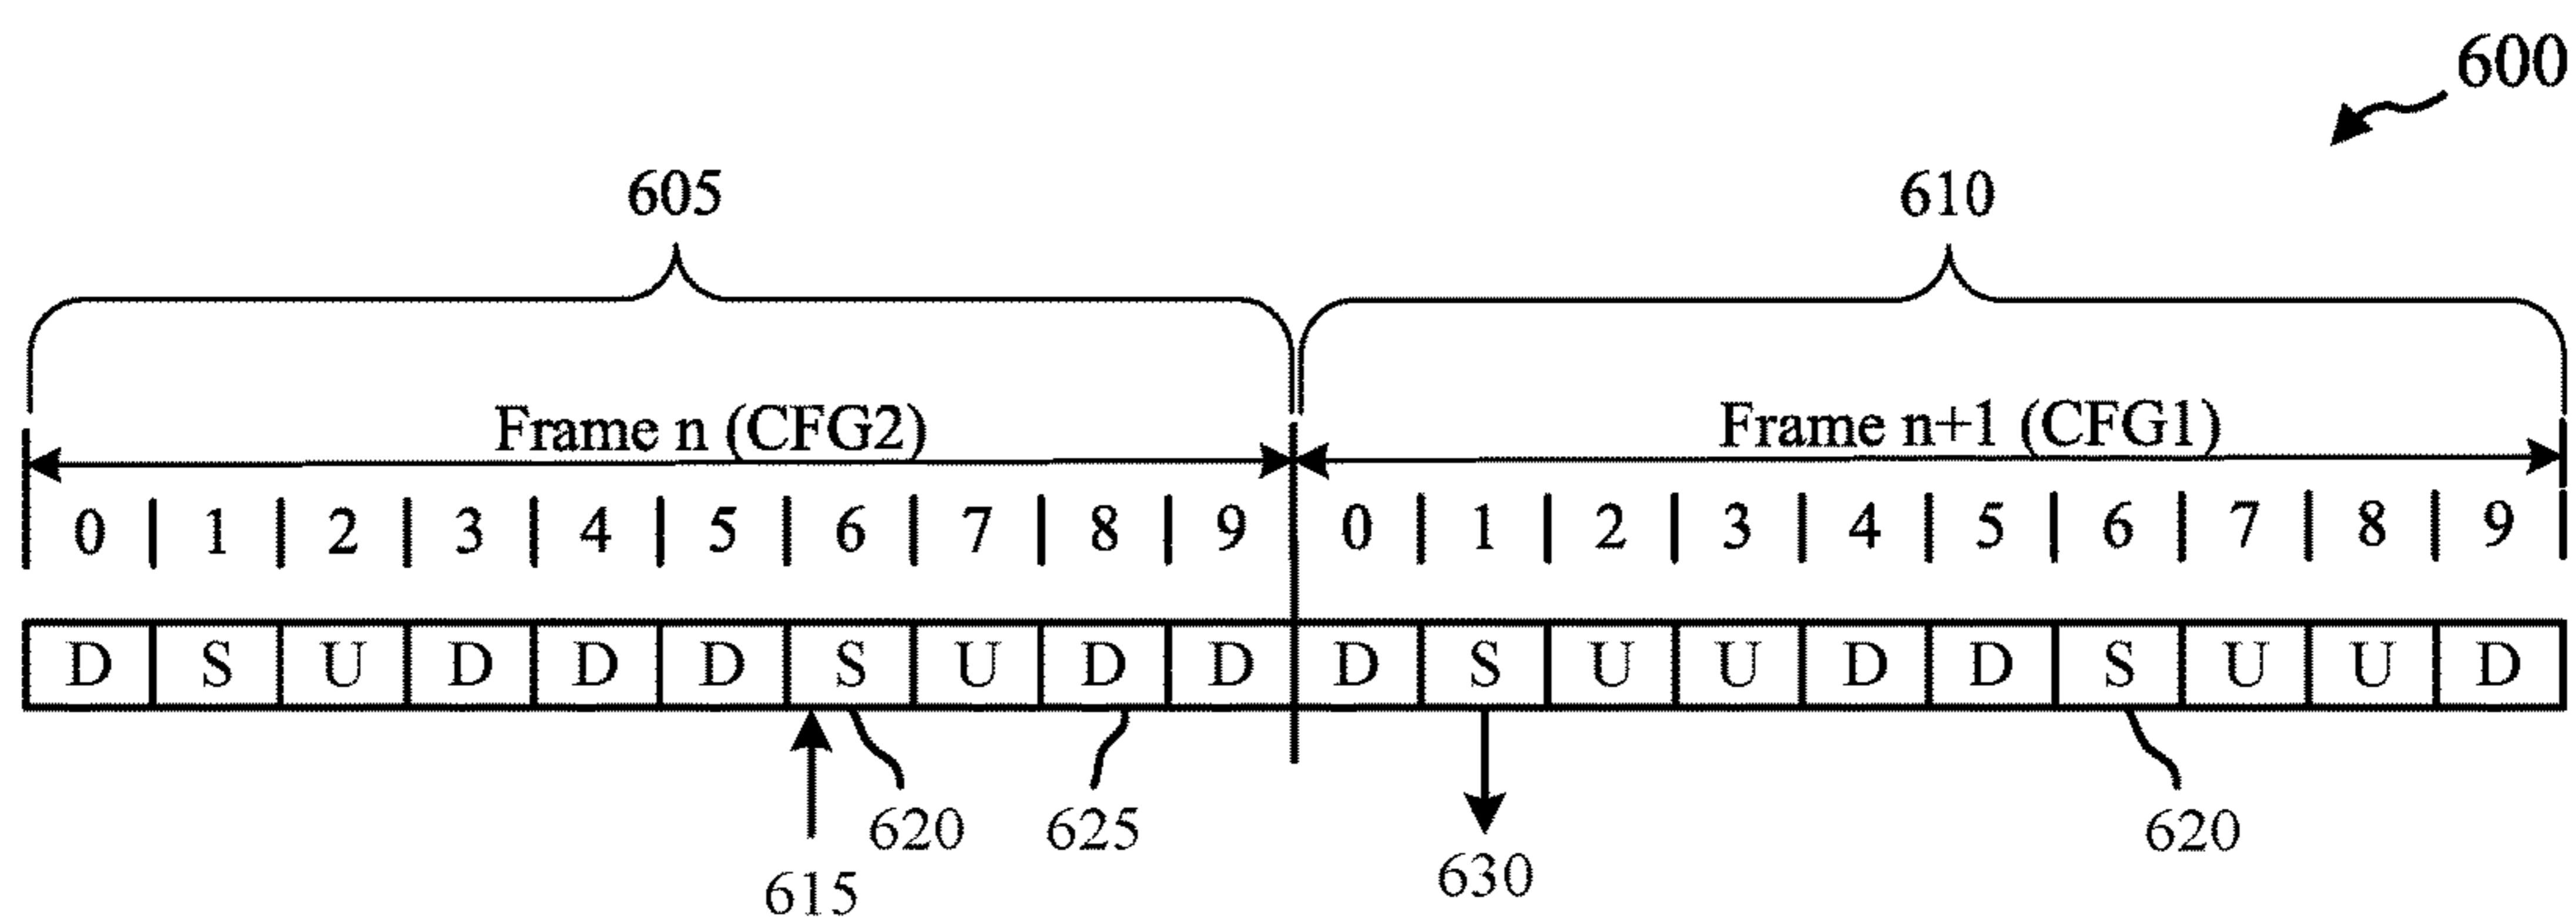 600
605 610
Frame n (CFG2) Frame n+1 (CFG1)
0 | 1 | 2 | 3 | 4 | 5 | 6 | 7 | 8 | 9 0 | 1 | 2 | 3 | 4 | 5 | 6 | 7 | 8 | 9
D S U D D D S U D D D S U U D D S U U D
620 625 620
615 630